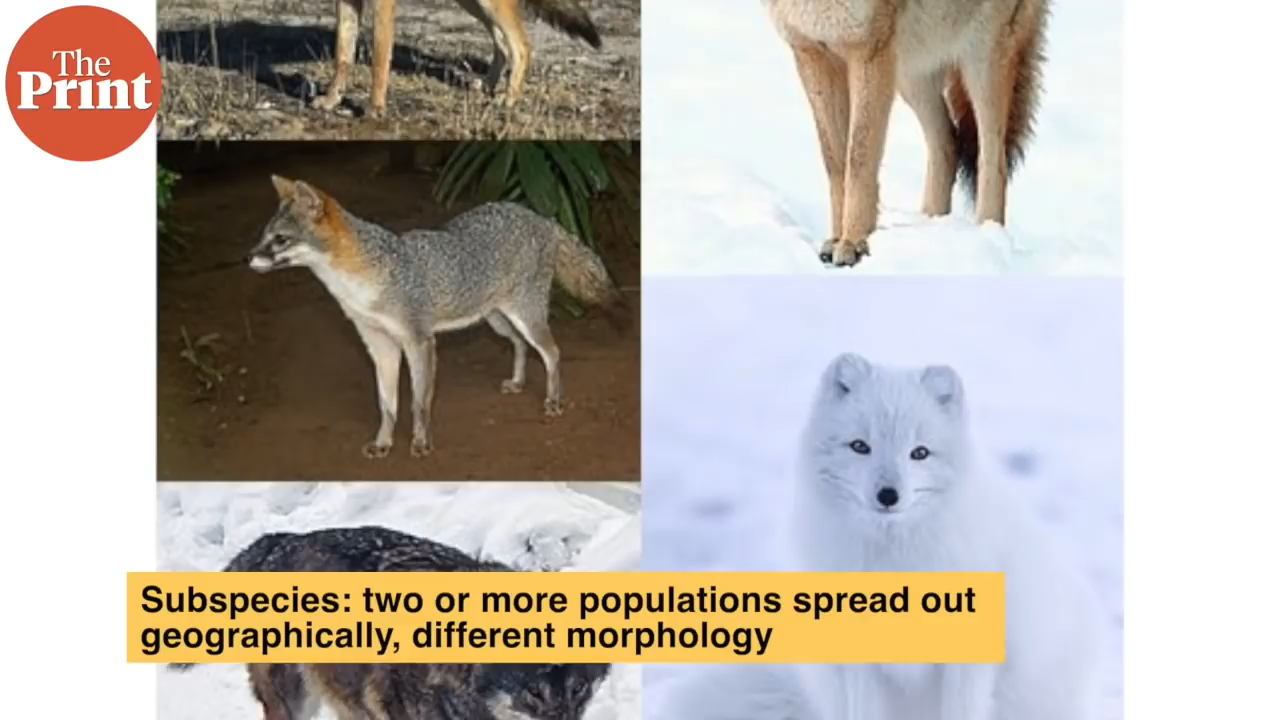 The
Print
Subspecies: two or more populations spread out
geographically, different morphology